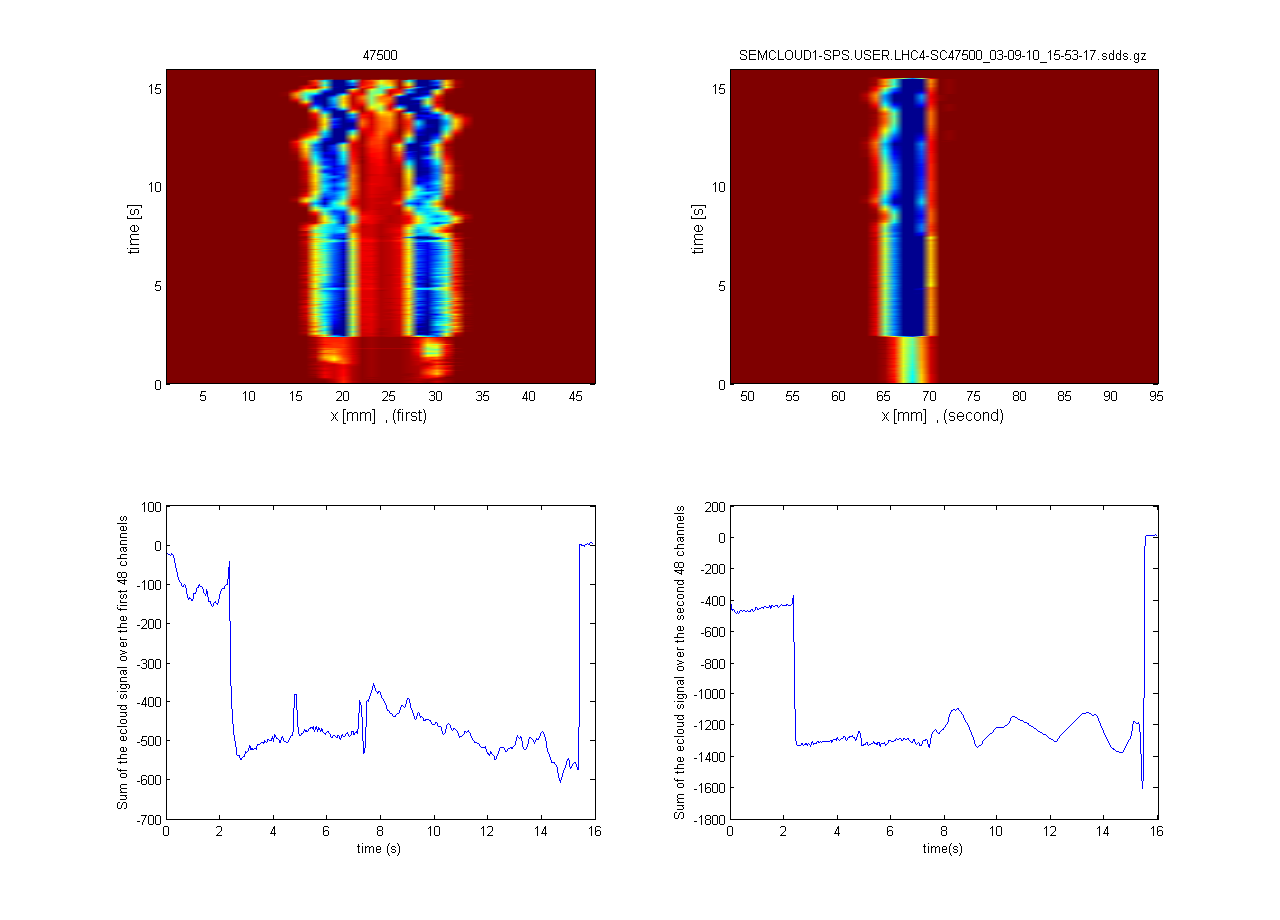 47500
15
10
5
0
time [s]
5 10 15 20 25 30 35 40 45
x [mm] , (first)
SEMCLOUD1-SPS.USER.LHC4-SC47500_03-09-10_15-53-17.sdds.gz
15
10
5
0
time [s]
50 55 60 65 70 75 80 85 90 95
x [mm] , (second)
100
0
-100
-200
-300
-400
-500
-600
-700
Sum of the ecloud signal over the first 48 channels
0 2 4 6 8 10 12 14 16
time (s)
200
0
-200
-400
-600
-800
-1000
-1200
-1400
-1600
-1800
Sum of the ecloud signal over the second 48 channels
0 2 4 6 8 10 12 14 16
time(s)